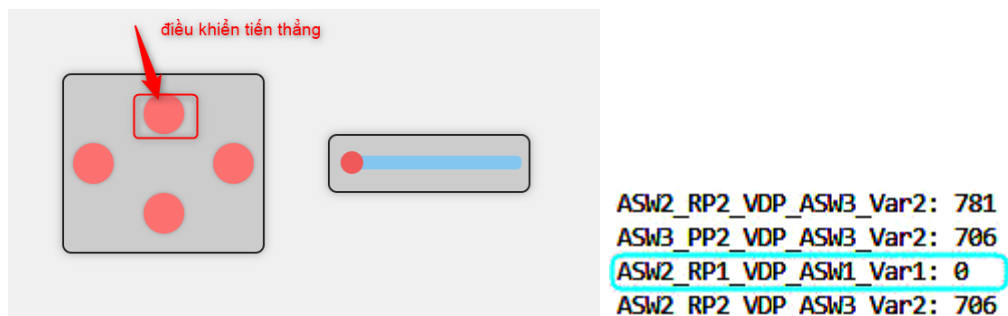 điều khiển tiến thẳng
ASW2_RP2_VDP_ASW3_Var2: 781
ASW3_PP2_VDP_ASW3_Var2: 706
ASW2_RP1_VDP_ASW1_Var1: 0
ASW2_RP2_VDP_ASW3_Var2: 706